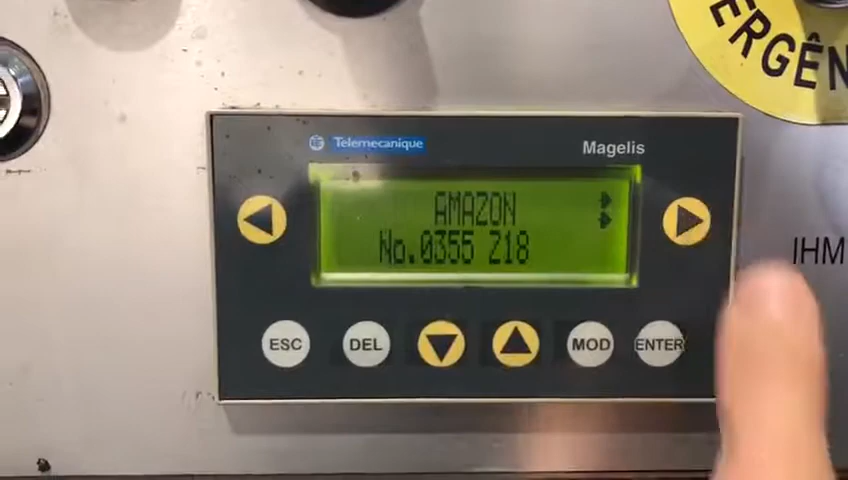 ERGÊN
Telemecanique
Magelis
AMAZON
No.0355 Z18
IHM
ESC
DEL
MOD
ENTER